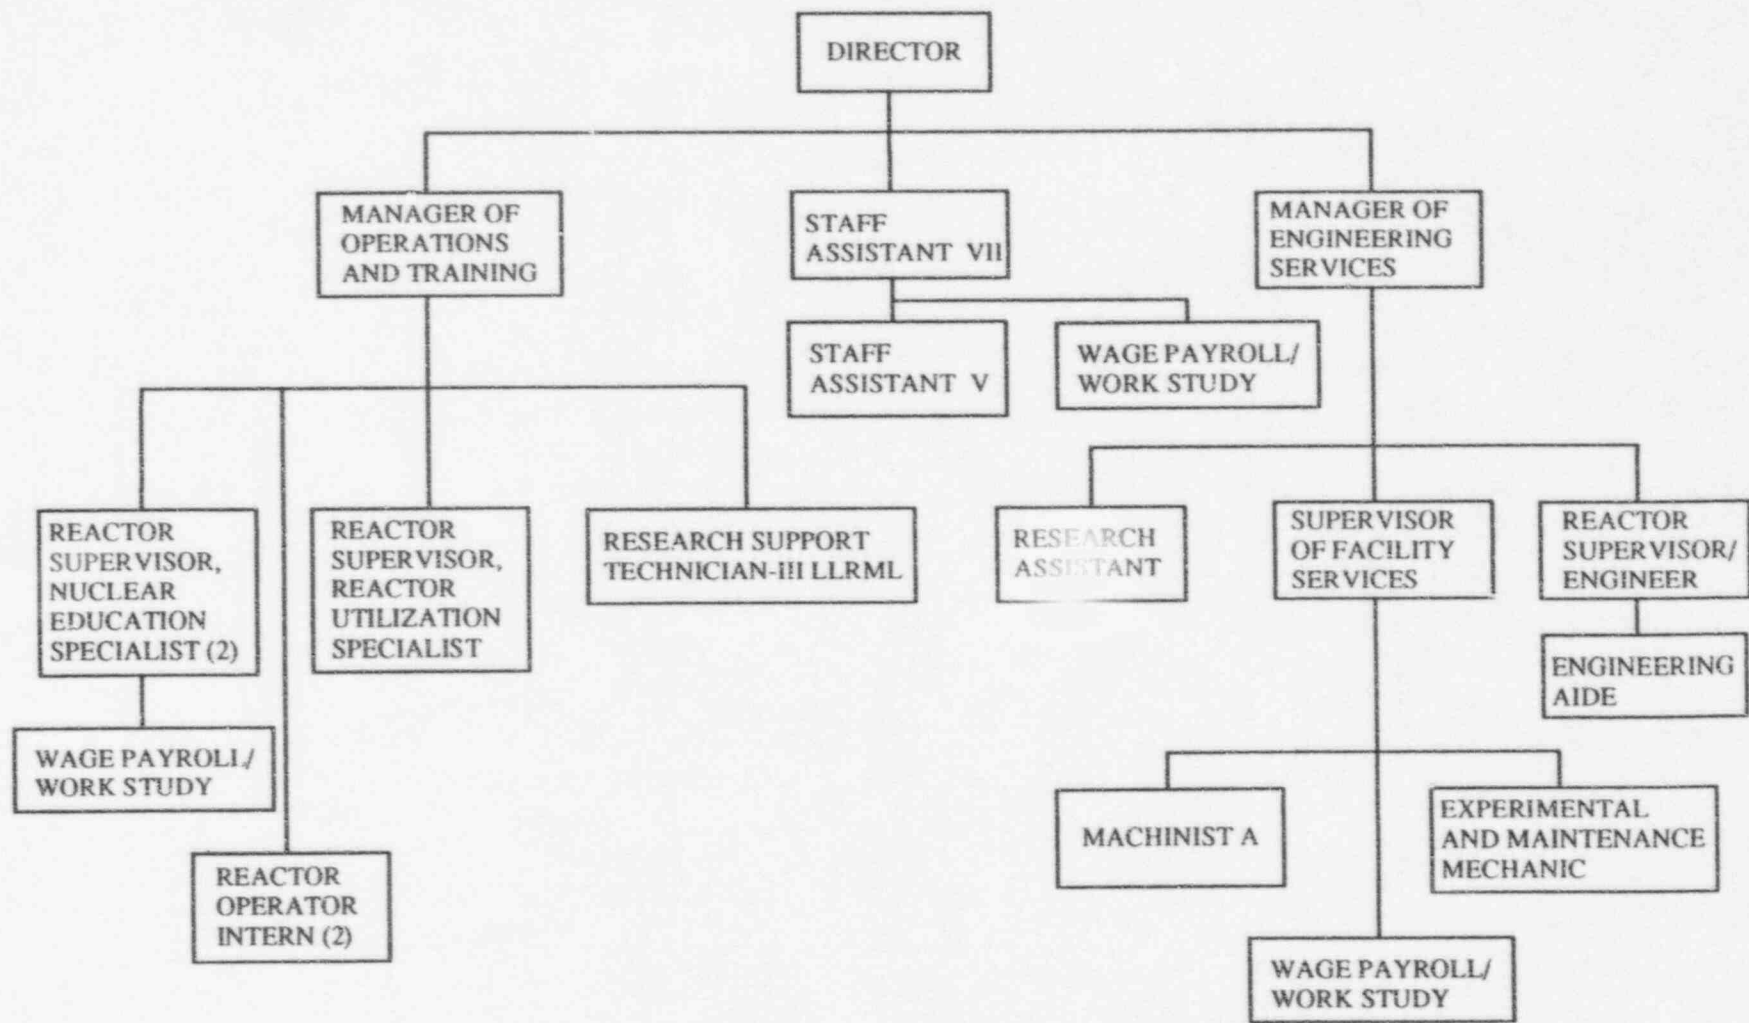 DIRECTOR
MANAGER OF
OPERATIONS
AND TRAINING
STAFF
ASSISTANT VII
MANAGER OF
ENGINEERING
SERVICES
STAFF
ASSISTANT V
WAGE PAYROLL/
WORK STUDY
REACTOR
SUPERVISOR,
NUCLEAR
EDUCATION
SPECIALIST (2)
REACTOR
SUPERVISOR,
REACTOR
UTILIZATION
SPECIALIST
RESEARCH SUPPORT
TECHNICIAN-III LLRML
RESEARCH
ASSISTANT
SUPERVISOR
OF FACILITY
SERVICES
REACTOR
SUPERVISOR/
ENGINEER
ENGINEERING
AIDE
WAGE PAYROLL/
WORK STUDY
MACHINIST A
EXPERIMENTAL
AND MAINTENANCE
MECHANIC
REACTOR
OPERATOR
INTERN (2)
WAGE PAYROLL/
WORK STUDY